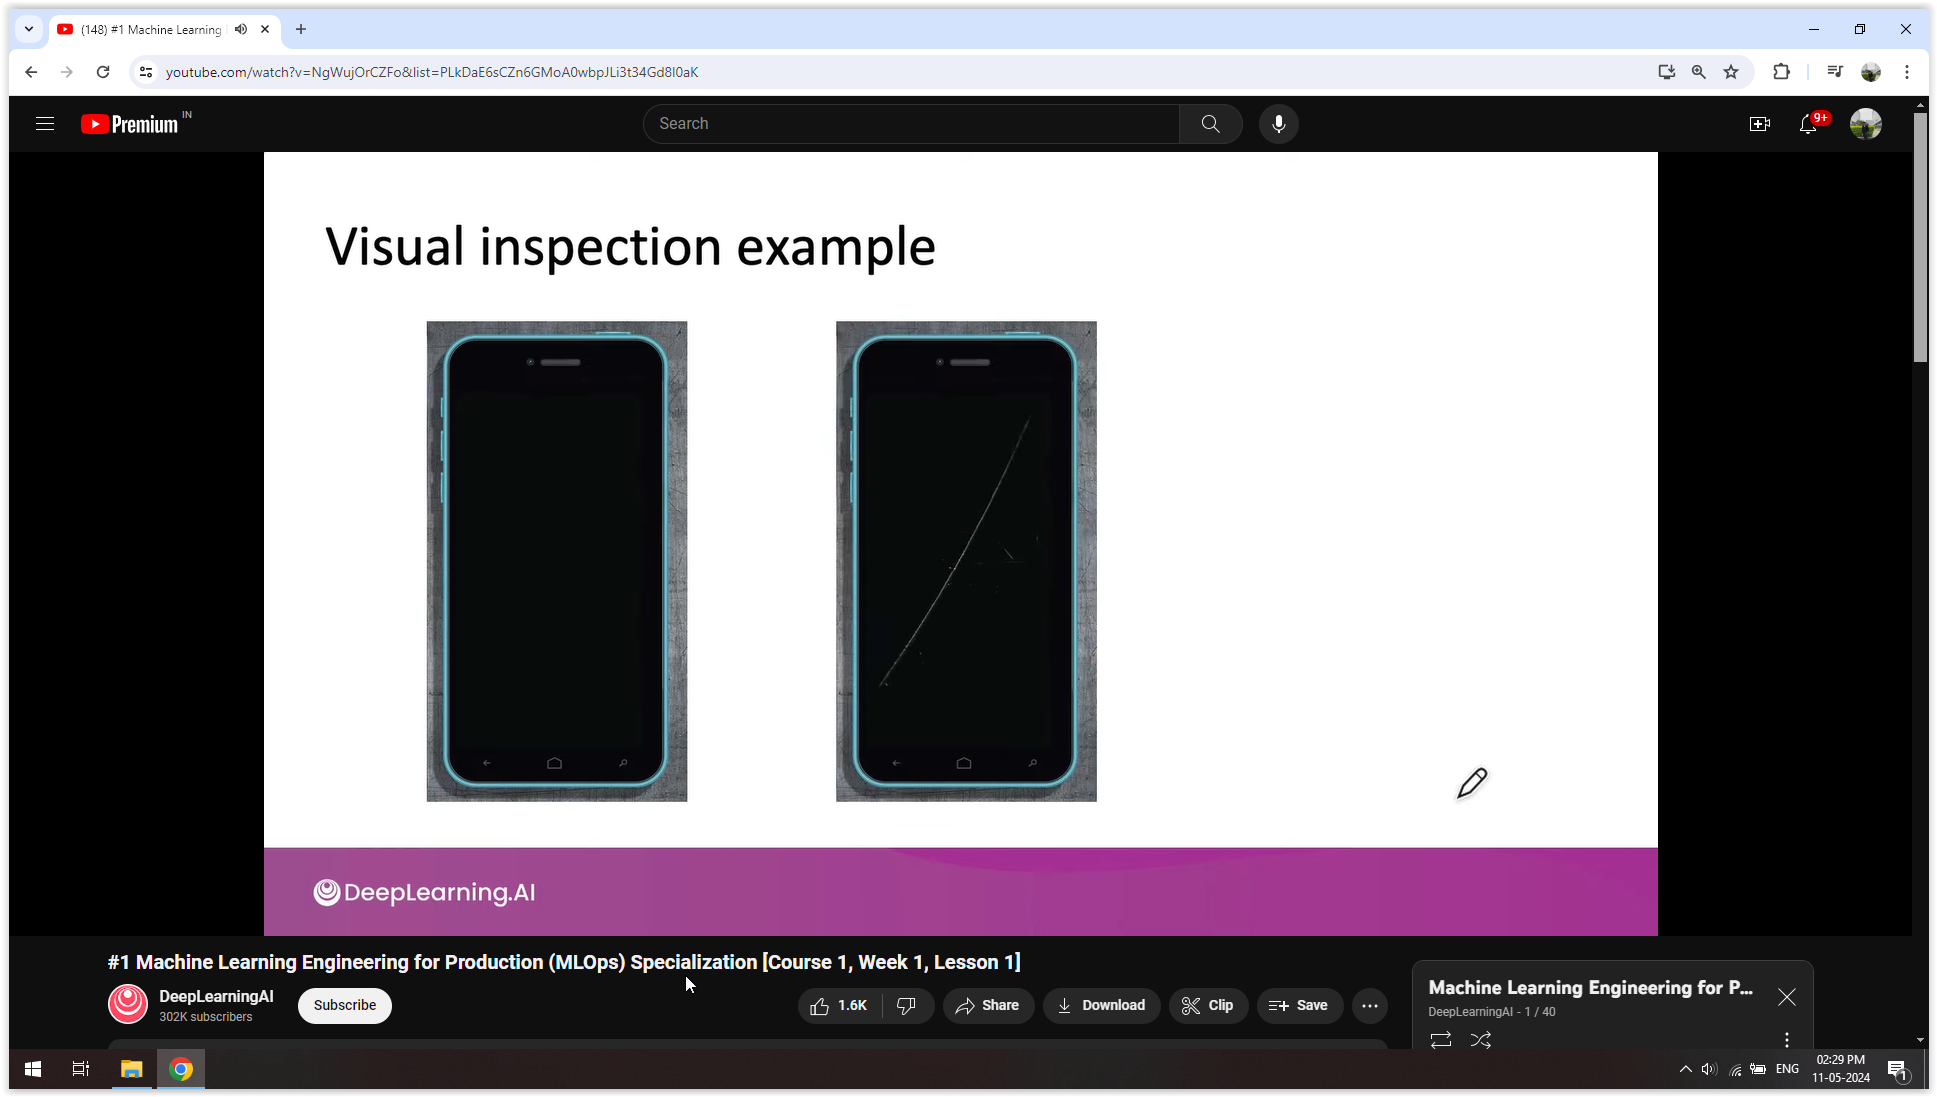 (148) #1 Machine Learning
youtube.com/watch?v=NgWujOrCZFo&list=PLkDaE6sCZn6GMoA0wbpJLi3t34Gd8l0aK
Premium IN
Search
9+
Visual inspection example
DeepLearning.AI
#1 Machine Learning Engineering for Production (MLOps) Specialization [Course 1, Week 1, Lesson 1]
DeepLearningAI
302K subscribers
Subscribe
1.6K
Share
Download
Clip
Save
Machine Learning Engineering for P...
DeepLearningAI - 1 / 40
ENG
02:29 PM
11-05-2024
1